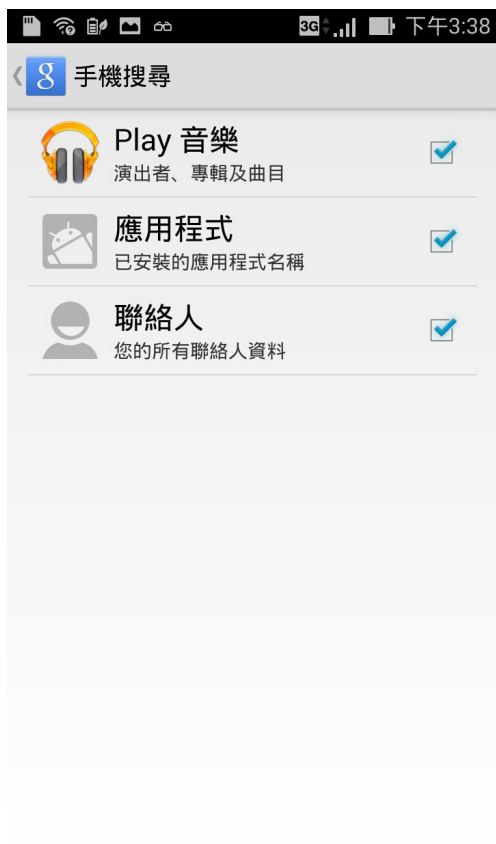 3G 下午3:38
手機搜尋
Play 音樂
演出者、專輯及曲目
應用程式
已安裝的應用程式名稱
聯絡人
您的所有聯絡人資料